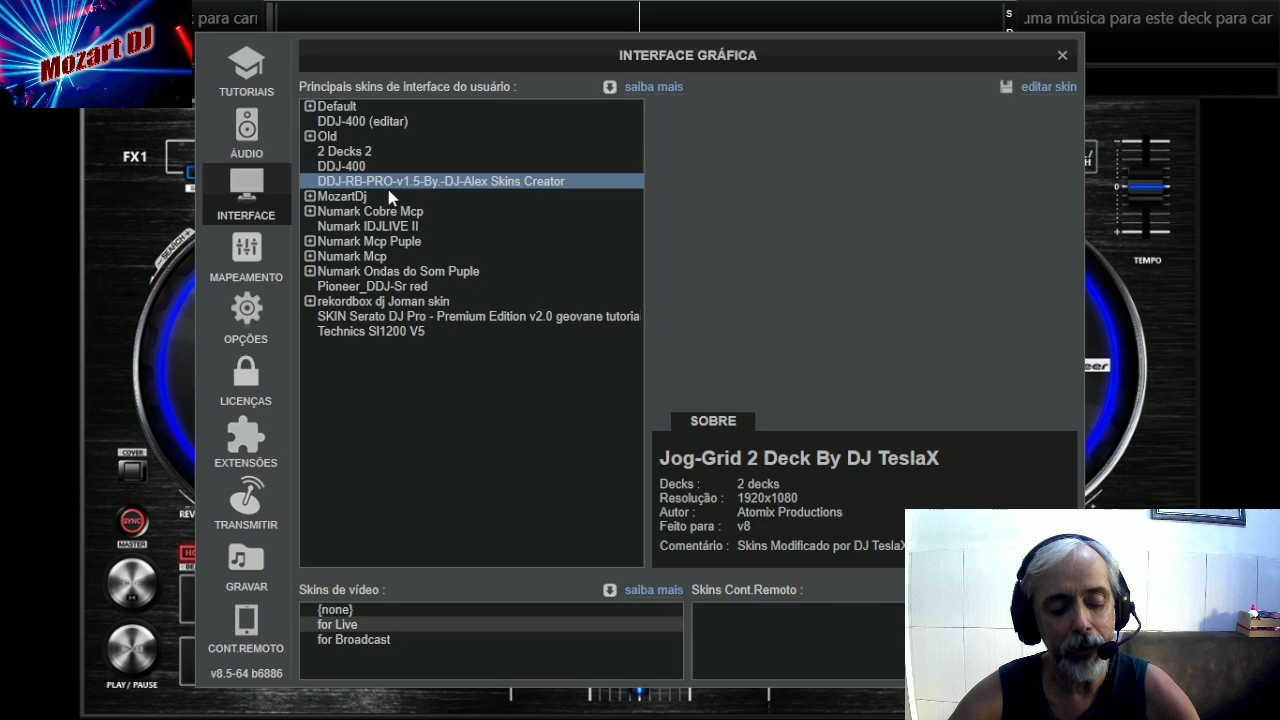 Mozart DJ
k para carr
S
uma música para este deck para car
INTERFACE GRÁFICA
TUTORIAIS
ÁUDIO
INTERFACE
MAPEAMENTO
OPÇÕES
LICENÇAS
EXTENSÕES
TRANSMITIR
GRAVAR
CONT.REMOTO
v8.5-64 b6886
Principais skins de interface do usuário :
saiba mais
editar skin
Default
DDJ-400 (editar)
Old
2 Decks 2
DDJ-400
DDJ-RB-PRO-v1.5-By.-DJ-Alex Skins Creator
MozartDj
Numark Cobre Mcp
Numark IDJLIVE II
Numark Mcp Puple
Numark Mcp
Numark Ondas do Som Puple
Pioneer_DDJ-Sr red
rekordbox dj Joman skin
SKIN Serato DJ Pro - Premium Edition v2.0 geovane tutoria
Technics Sl1200 V5
SOBRE
Jog-Grid 2 Deck By DJ TeslaX
Decks : 2 decks
Resolução : 1920x1080
Autor : Atomix Productions
Feito para : v8
Comentário : Skins Modificado por DJ TeslaX
Skins de vídeo :
saiba mais
Skins Cont.Remoto :
{none}
for Live
for Broadcast
FX1
SEARCH+
COVER
SYNC
MASTER
REV
HO
PLAY / PAUSE
H
0
TEMPO
eer